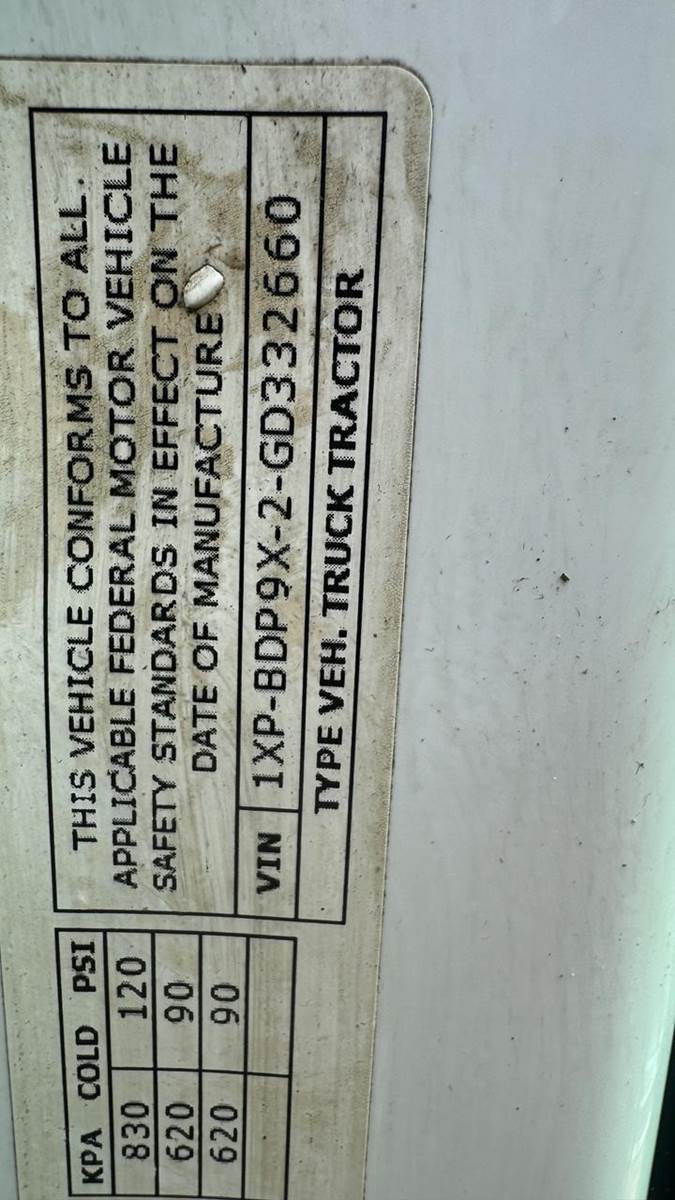 KPA COLD PSI
830 120
620 90
620 90
THIS VEHICLE CONFORMS TO ALL.
APPLICABLE FEDERAL MOTOR VEHICLE
SAFETY STANDARDS IN EFFECT ON THE
DATE OF MANUFACTURE
VIN 1XP-BDP9X-2-GD332660
TYPE VEH. TRUCK TRACTOR